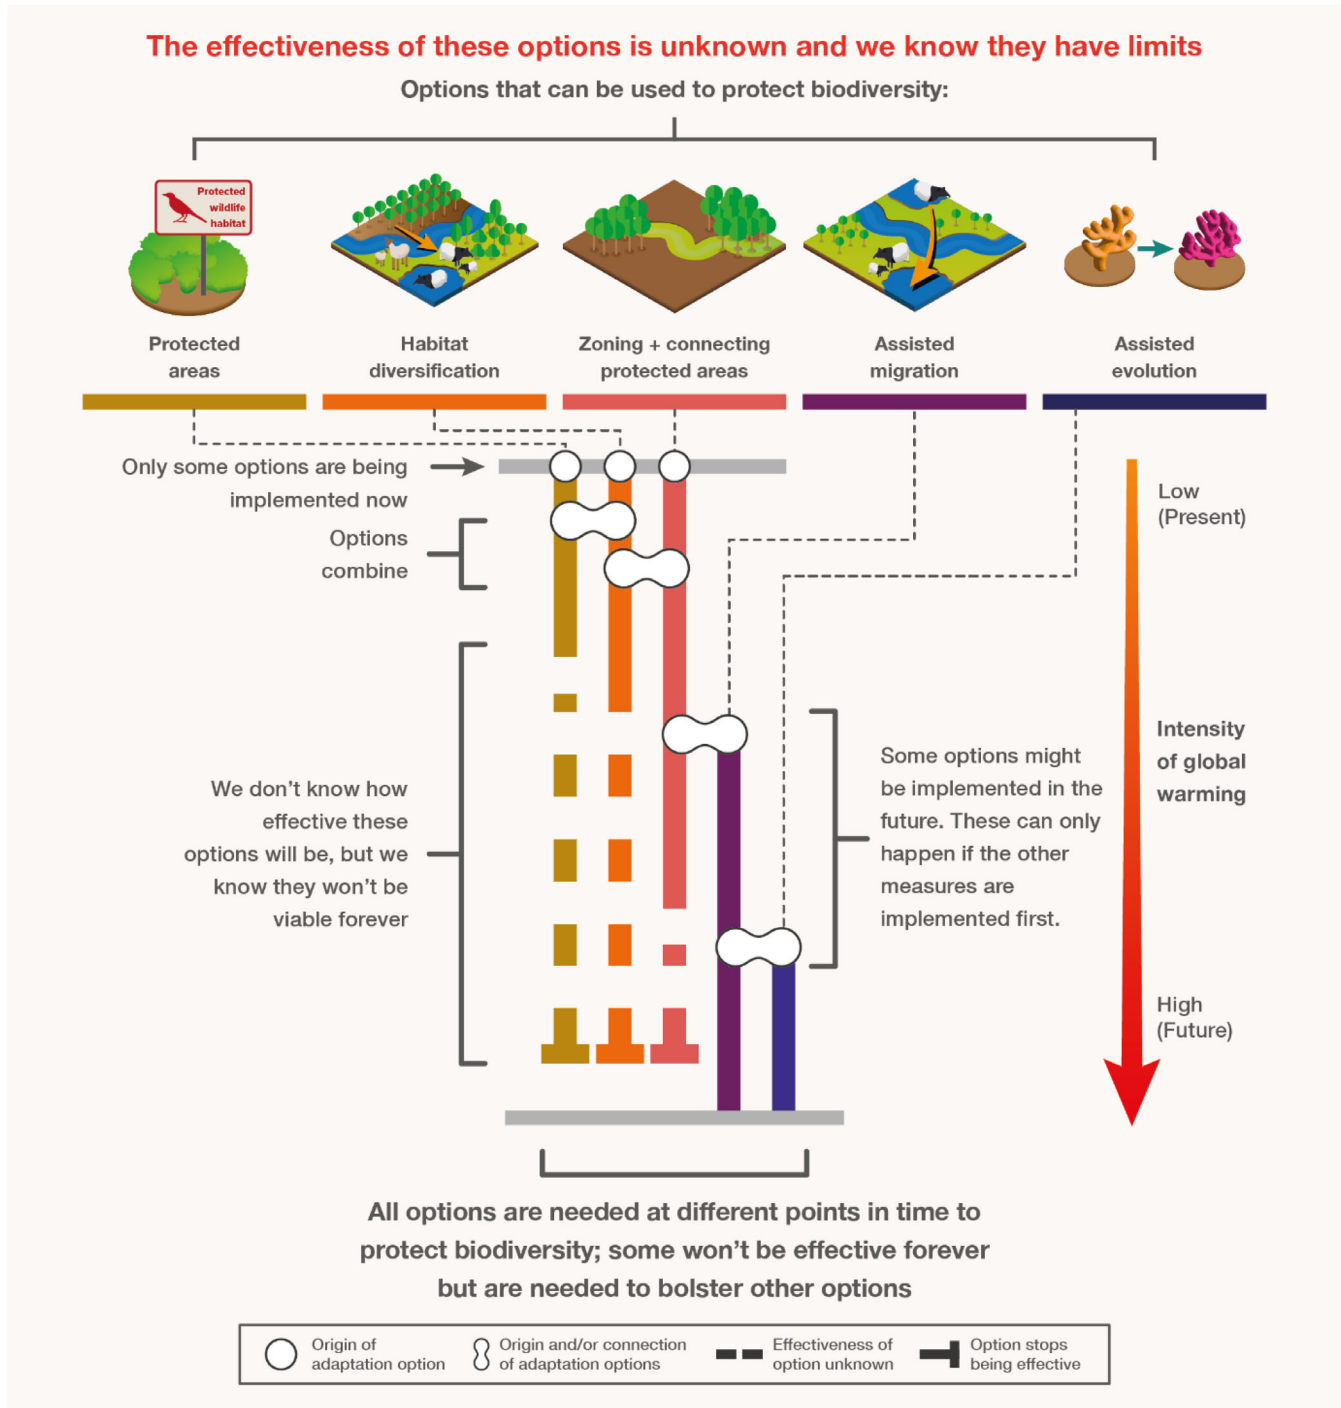 The effectiveness of these options is unknown and we know they have limits
Options that can be used to protect biodiversity:
Protected
wildlife
habitat
Protected
areas
Habitat
diversification
Zoning + connecting
protected areas
Assisted
migration
Assisted
evolution
Only some options are being
implemented now
Options
combine
We don't know how
effective these
options will be, but we
know they won't be
viable forever
Some options might
be implemented in the
future. These can only
happen if the other
measures are
implemented first.
Low
(Present)
Intensity
of global
warming
High
(Future)
All options are needed at different points in time to
protect biodiversity; some won't be effective forever
but are needed to bolster other options
Origin of
adaptation option
Origin and/or connection
of adaptation options
Effectiveness of
option unknown
Option stops
being effective